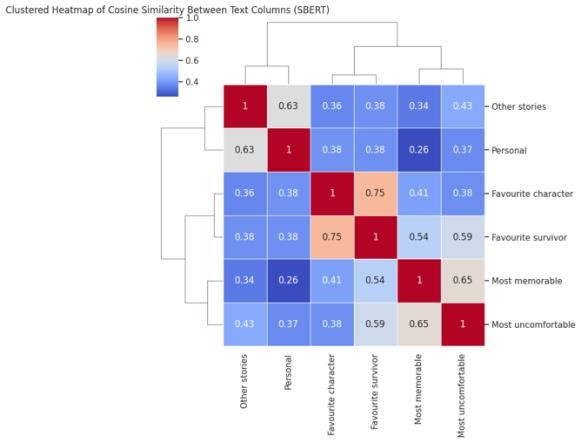 Clustered Heatmap of Cosine Similarity Between Text Columns (SBERT)
1.0
0.8
0.6
0.4
1 0.63 0.36 0.38 0.34 0.43 Other stories
0.63 1 0.38 0.38 0.26 0.37 Personal
0.36 0.38 1 0.75 0.41 0.38 Favourite character
0.38 0.38 0.75 1 0.54 0.59 Favourite survivor
0.34 0.26 0.41 0.54 1 0.65 Most memorable
0.43 0.37 0.38 0.59 0.65 1 Most uncomfortable
Other stories
Personal
Favourite character
Favourite survivor
Most memorable
Most uncomfortable